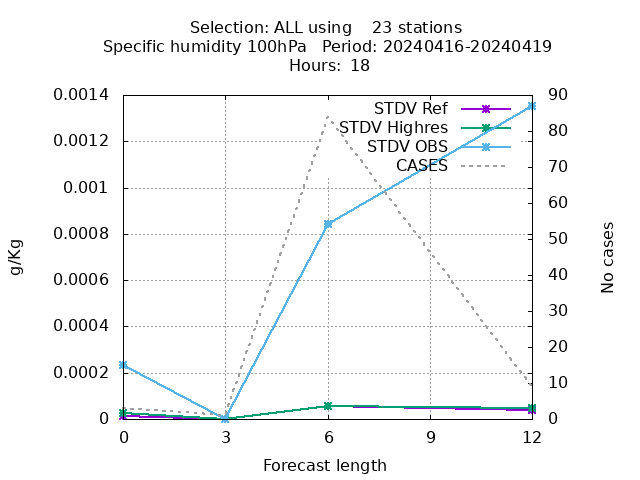 Selection: ALL using    23 stations
Specific humidity 100hPa   Period: 20240416-20240419
Hours: 18
0.0014
0.0012
0.001
0.0008
0.0006
0.0004
0.0002
0
g/Kg
STDV Ref
STDV Highres
STDV OBS
CASES
90
80
70
60
50
40
30
20
10
0
No cases
0 3 6 9 12
Forecast length